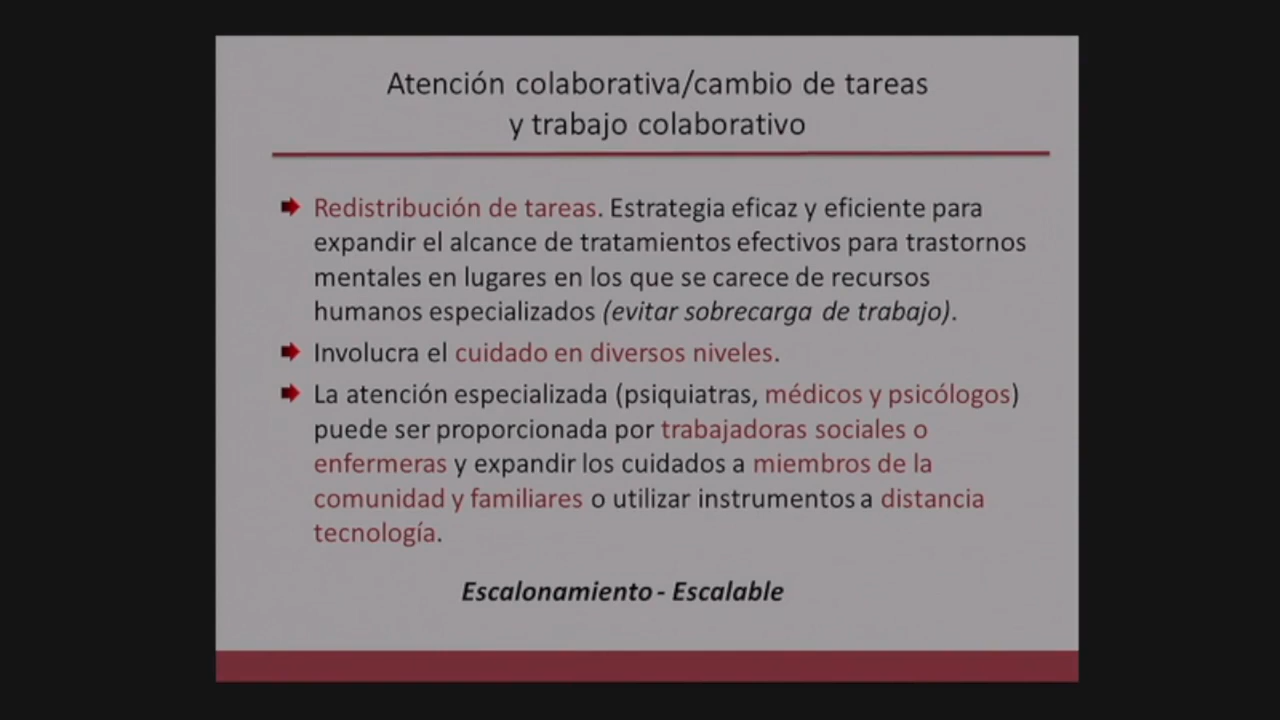 Atención colaborativa/cambio de tareas
y trabajo colaborativo
Redistribución de tareas. Estrategia eficaz y eficiente para
expandir el alcance de tratamientos efectivos para trastornos
mentales en lugares en los que se carece de recursos
humanos especializados (evitar sobrecarga de trabajo).
Involucra el cuidado en diversos niveles.
La atención especializada (psiquiatras, médicos y psicólogos)
puede ser proporcionada por trabajadoras sociales o
enfermeras y expandir los cuidados a miembros de la
comunidad y familiares o utilizar instrumentos a distancia
tecnología.
Escalonamiento - Escalable